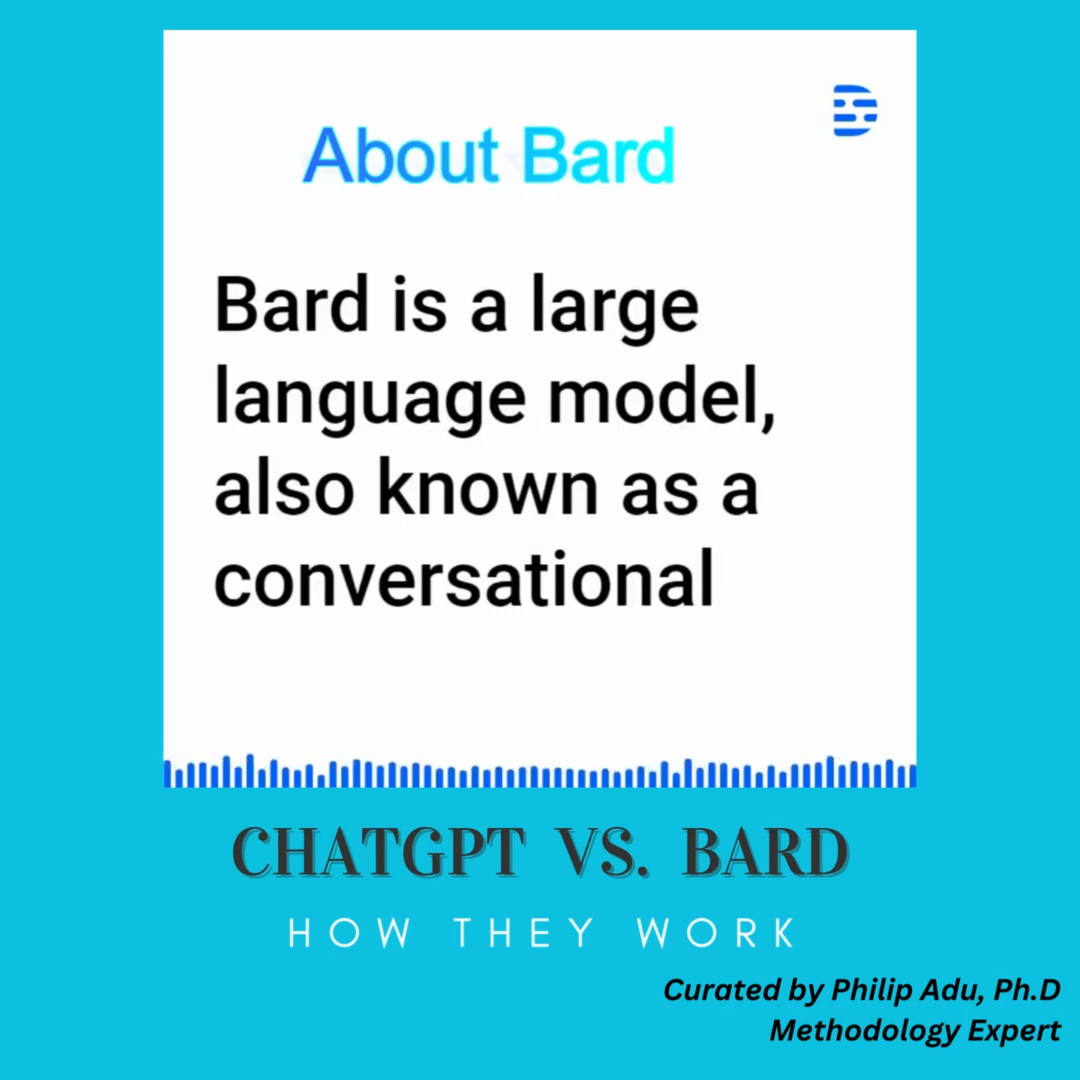 About Bard
Bard is a large
language model,
also known as a
conversational
CHATGPT VS. BARD
HOW THEY WORK
Curated by Philip Adu, Ph.D
Methodology Expert